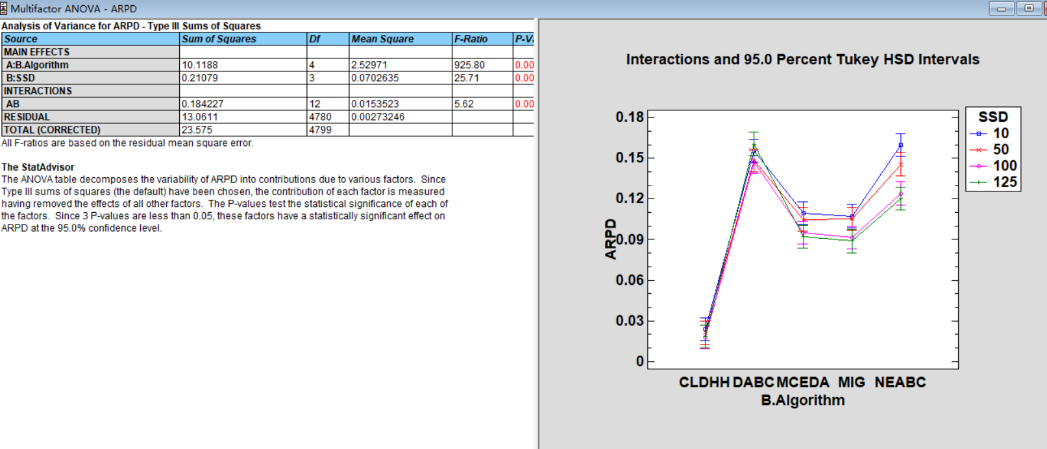 Multifactor ANOVA - ARPD
Analysis of Variance for ARPD - Type III Sums of Squares
Source Sum of Squares Df Mean Square F-Ratio P-V
MAIN EFFECTS
A:B.Algorithm 10.1188 4 2.52971 925.80 0.00
B:SSD 0.21079 3 0.0702635 25.71 0.00
INTERACTIONS
AB 0.184227 12 0.0153523 5.62 0.00
RESIDUAL 13.0611 4780 0.00273246
TOTAL (CORRECTED) 23.575 4799
All F-ratios are based on the residual mean square error.
The StatAdvisor
The ANOVA table decomposes the variability of ARPD into contributions due to various factors. Since
Type III sums of squares (the default) have been chosen, the contribution of each factor is measured
having removed the effects of all other factors. The P-values test the statistical significance of each of
the factors. Since 3 P-values are less than 0.05, these factors have a statistically significant effect on
ARPD at the 95.0% confidence level.
Interactions and 95.0 Percent Tukey HSD Intervals
0.18
0.15
0.12
0.09
0.06
0.03
0
ARPD
CLDHH DABC MCEDA MIG NEABC
B.Algorithm
SSD
10
50
100
125